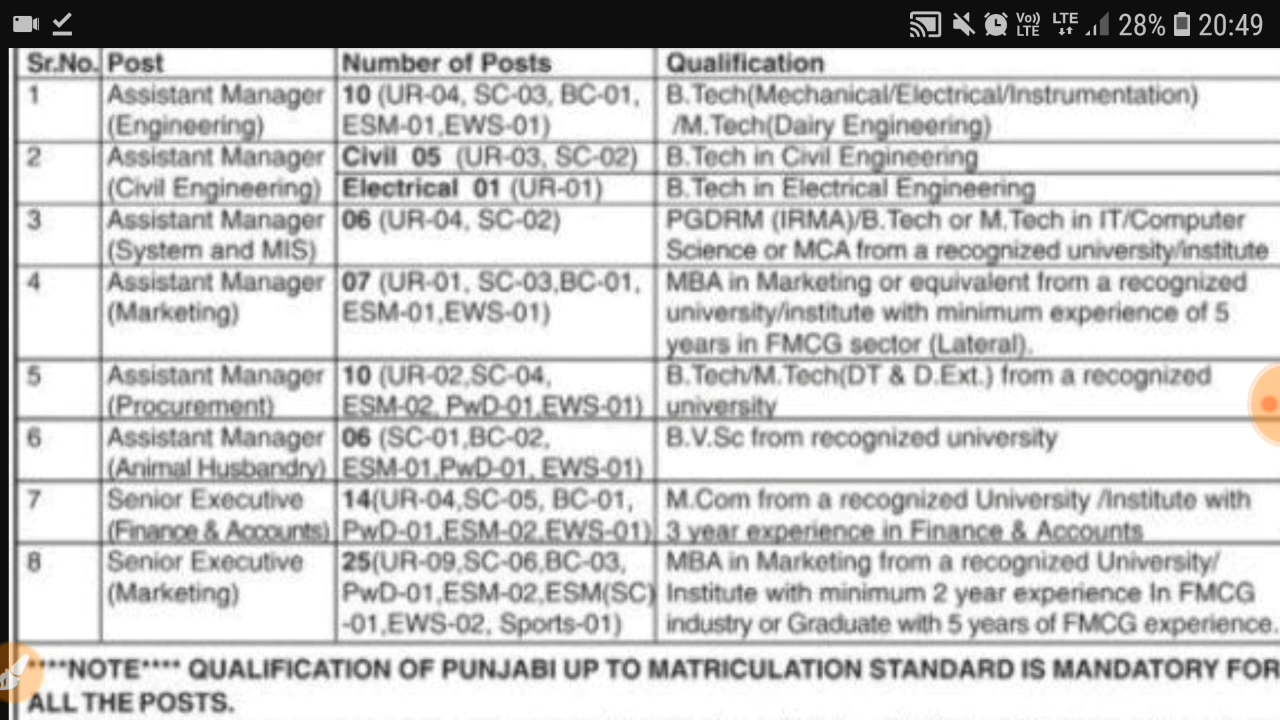 Vo)) LTE LTE 28% 20:49
Sr.No. Post Number of Posts Qualification
1 Assistant Manager 10 (UR-04, SC-03, BC-01, B.Tech(Mechanical/Electrical/Instrumentation)
(Engineering) ESM-01,EWS-01) /M.Tech(Dairy Engineering)
2 Assistant Manager Civil 05 (UR-03, SC-02) B.Tech in Civil Engineering
(Civil Engineering) Electrical 01 (UR-01) B.Tech in Electrical Engineering
3 Assistant Manager 06 (UR-04, SC-02) PGDRM (IRMA)/B.Tech or M.Tech in IT/Computer
(System and MIS) Science or MCA from a recognized university/institute
4 Assistant Manager 07 (UR-01, SC-03,BC-01, MBA in Marketing or equivalent from a recognized
(Marketing) ESM-01,EWS-01) university/institute with minimum experience of 5
years in FMCG sector (Lateral).
5 Assistant Manager 10 (UR-02,SC-04, B.Tech/M.Tech(DT & D.Ext.) from a recognized
(Procurement) ESM-02, PwD-01,EWS-01) university
6 Assistant Manager 06 (SC-01,BC-02, B.V.Sc from recognized university
(Animal Husbandry) ESM-01,PwD-01, EWS-01)
7 Senior Executive 14(UR-04,SC-05, BC-01, M.Com from a recognized University /Institute with
(Finance & Accounts) PwD-01,ESM-02,EWS-01) 3 year experience in Finance & Accounts
8 Senior Executive 25(UR-09,SC-06,BC-03, MBA in Marketing from a recognized University/
(Marketing) PwD-01,ESM-02,ESM(SC) Institute with minimum 2 year experience In FMCG
-01,EWS-02, Sports-01) industry or Graduate with 5 years of FMCG experience.
****NOTE**** QUALIFICATION OF PUNJABI UP TO MATRICULATION STANDARD IS MANDATORY FOR
ALL THE POSTS.